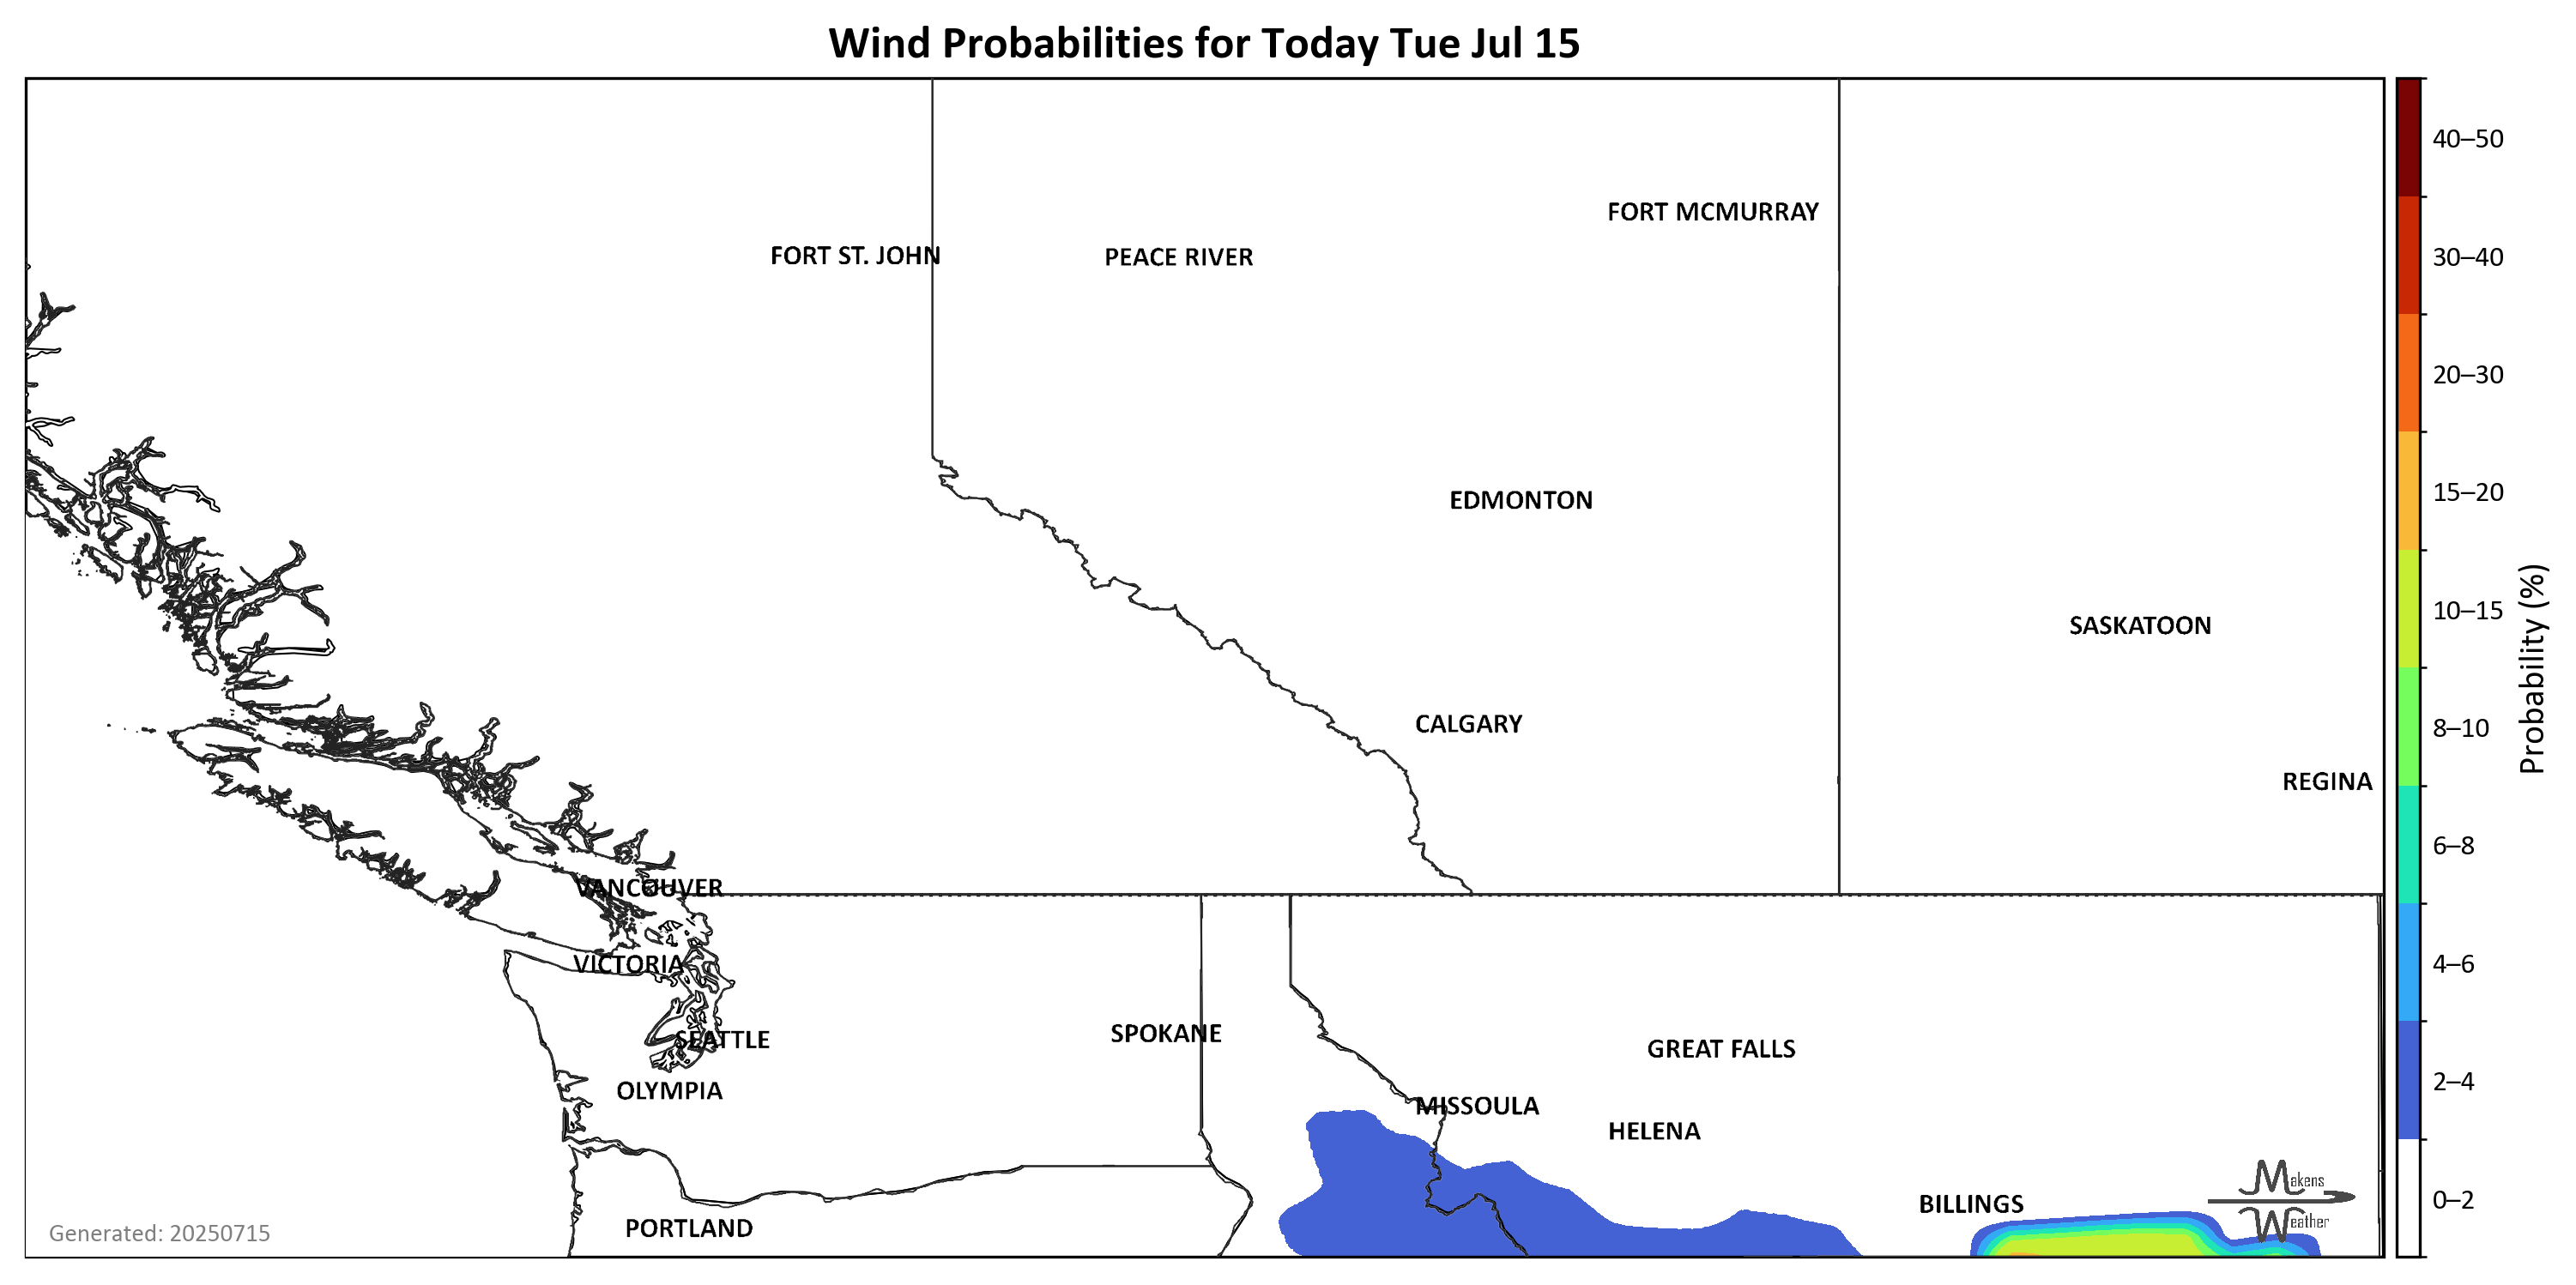 Wind Probabilities for Today Tue Jul 15
FORT MCMURRAY
FORT ST. JOHN
PEACE RIVER
EDMONTON
SASKATOON
CALGARY
REGINA
VANCOUVER
VICTORIA
SPOKANE
SEATTLE
GREAT FALLS
OLYMPIA
MISSOULA
HELENA
BILLINGS
PORTLAND
Makens
Weather
Generated: 20250715
40–50
30–40
20–30
15–20
10–15
8–10
6–8
4–6
2–4
0–2
Probability (%)